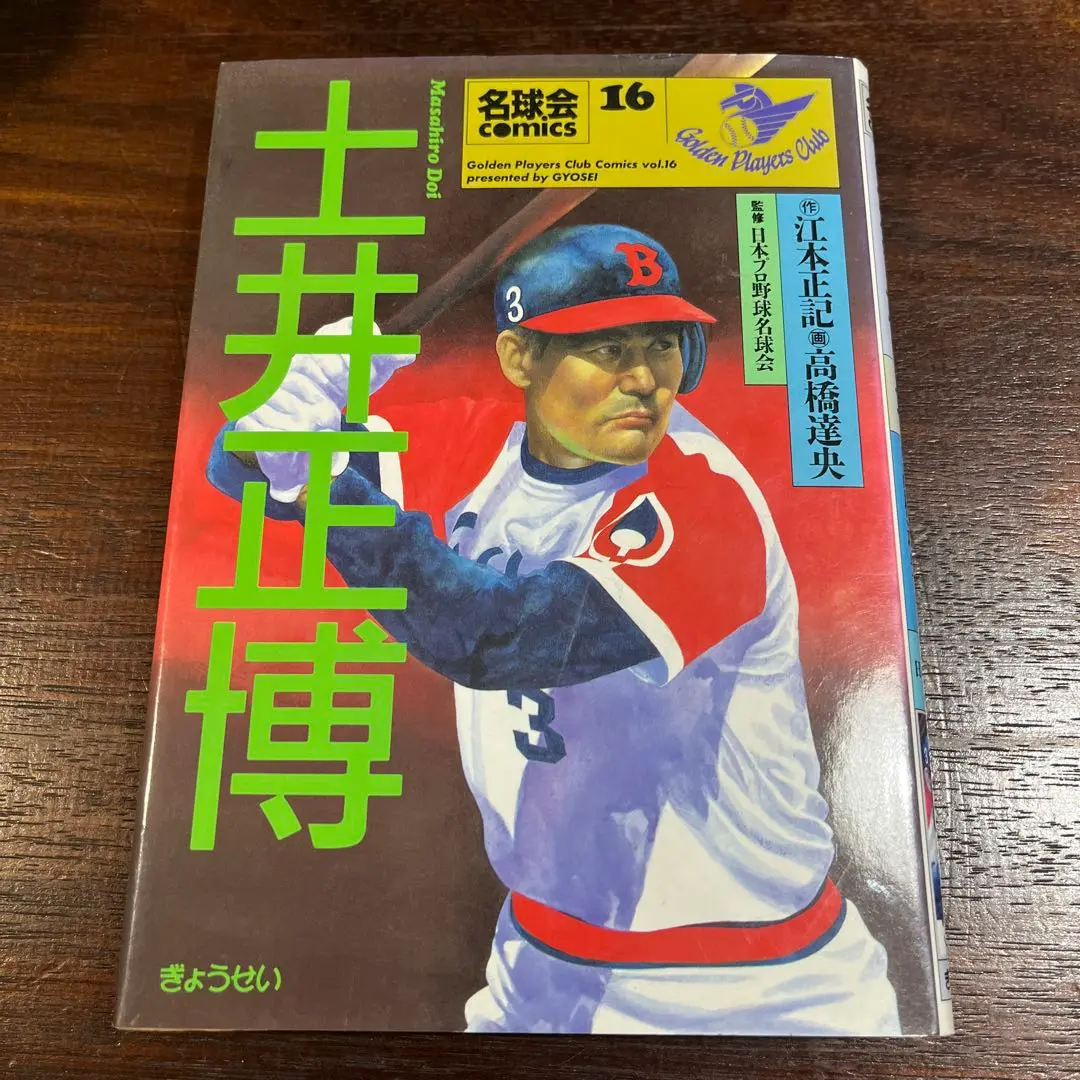 土井正博
Masahiro Doi
名球会
comics
16
Golden Players Club
Golden Players Club Comics vol.16
presented by GYOSEI
作 江本正記 画 高橋達央
監修 日本プロ野球名球会
B
3
3
ぎょうせい